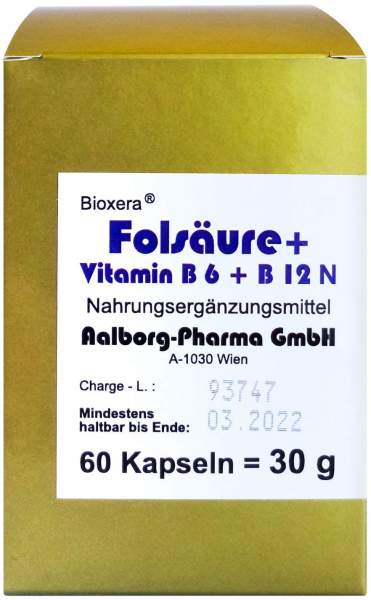 Bioxera®
Folsäure+
Vitamin B 6 + B 12 N
Nahrungsergänzungsmittel
Aalborg-Pharma GmbH
A-1030 Wien
Charge - L. : 93747
Mindestens
haltbar bis Ende: 03.2022
60 Kapseln = 30 g